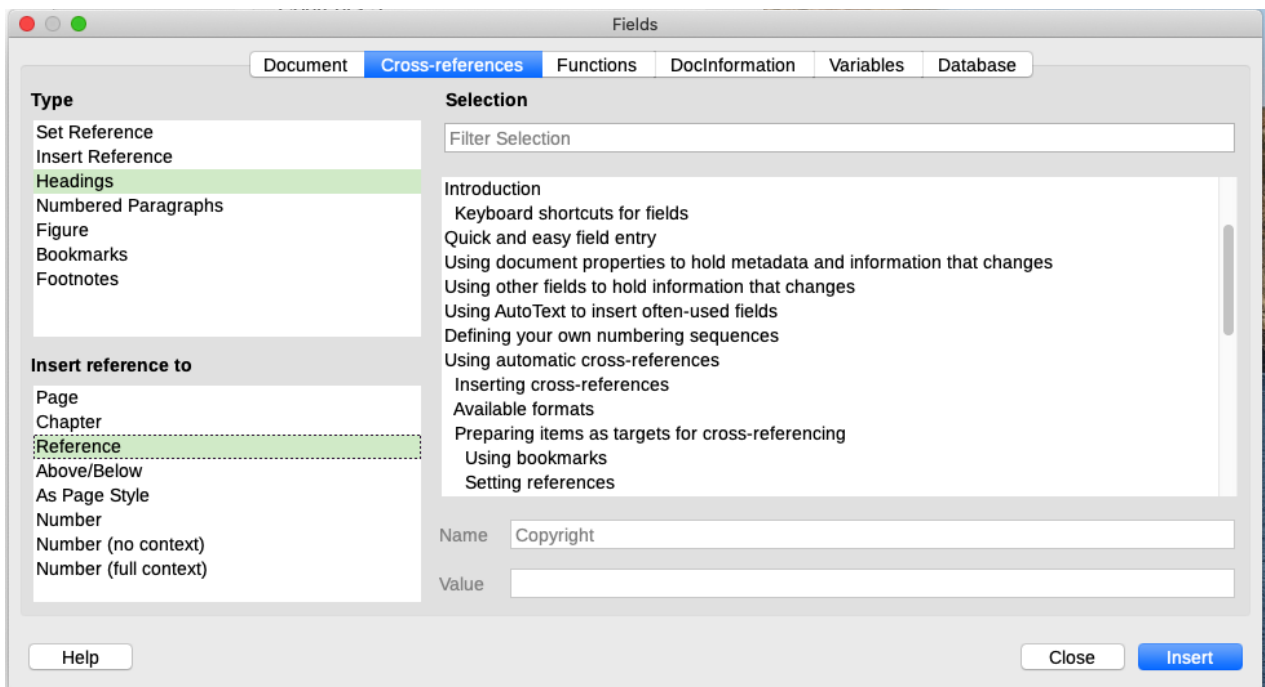 Fields
Document Cross-references Functions DocInformation Variables Database
Type
Set Reference
Insert Reference
Headings
Numbered Paragraphs
Figure
Bookmarks
Footnotes
Insert reference to
Page
Chapter
Reference
Above/Below
As Page Style
Number
Number (no context)
Number (full context)
Selection
Filter Selection
Introduction
Keyboard shortcuts for fields
Quick and easy field entry
Using document properties to hold metadata and information that changes
Using other fields to hold information that changes
Using AutoText to insert often-used fields
Defining your own numbering sequences
Using automatic cross-references
Inserting cross-references
Available formats
Preparing items as targets for cross-referencing
Using bookmarks
Setting references
Name Copyright
Value
Help Close Insert